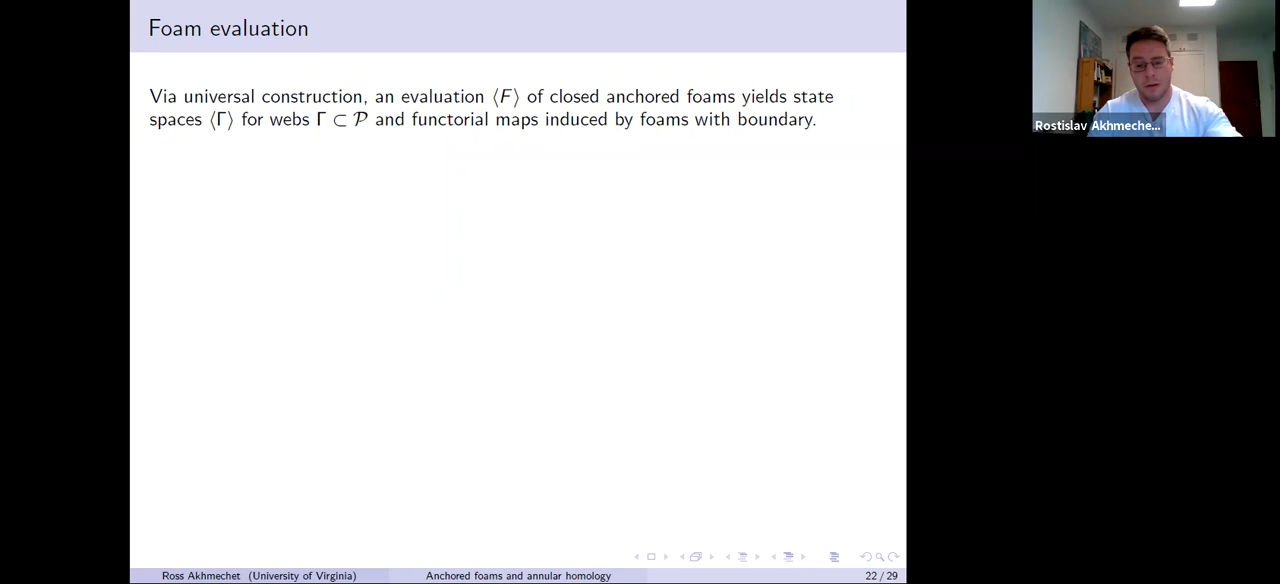 Foam evaluation
Via universal construction, an evaluation ⟨F⟩ of closed anchored foams yields state
spaces ⟨Γ⟩ for webs Γ ⊂ 𝒫 and functorial maps induced by foams with boundary.
Rostislav Akhmeche...
Ross Akhmechet (University of Virginia)
Anchored foams and annular homology
22 / 29